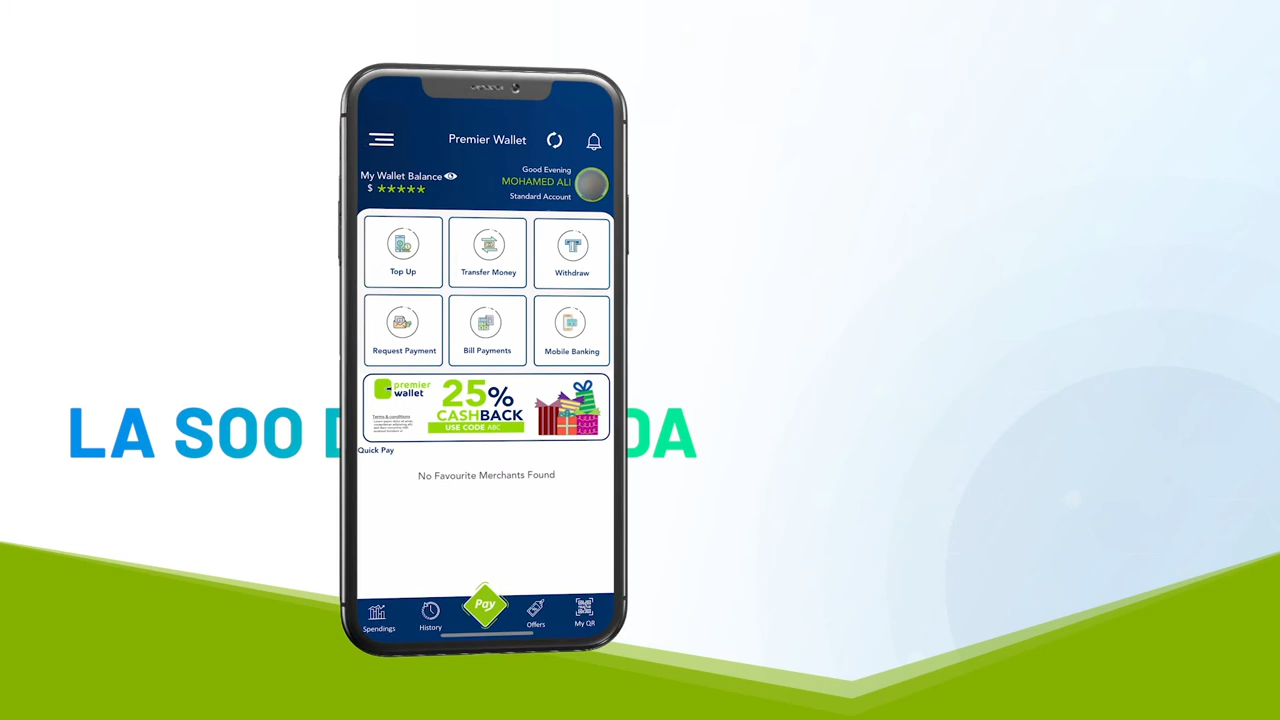 Premier Wallet
My Wallet Balance
$ *****
Good Evening
MOHAMED ALI
Standard Account
Top Up
Transfer Money
Withdraw
Request Payment
Bill Payments
Mobile Banking
premier
wallet
Terms & conditions
25%
CASHBACK
USE CODE ABC
LA SOO D
OA
Quick Pay
No Favourite Merchants Found
Spendings
History
Pay
Offers
My QR